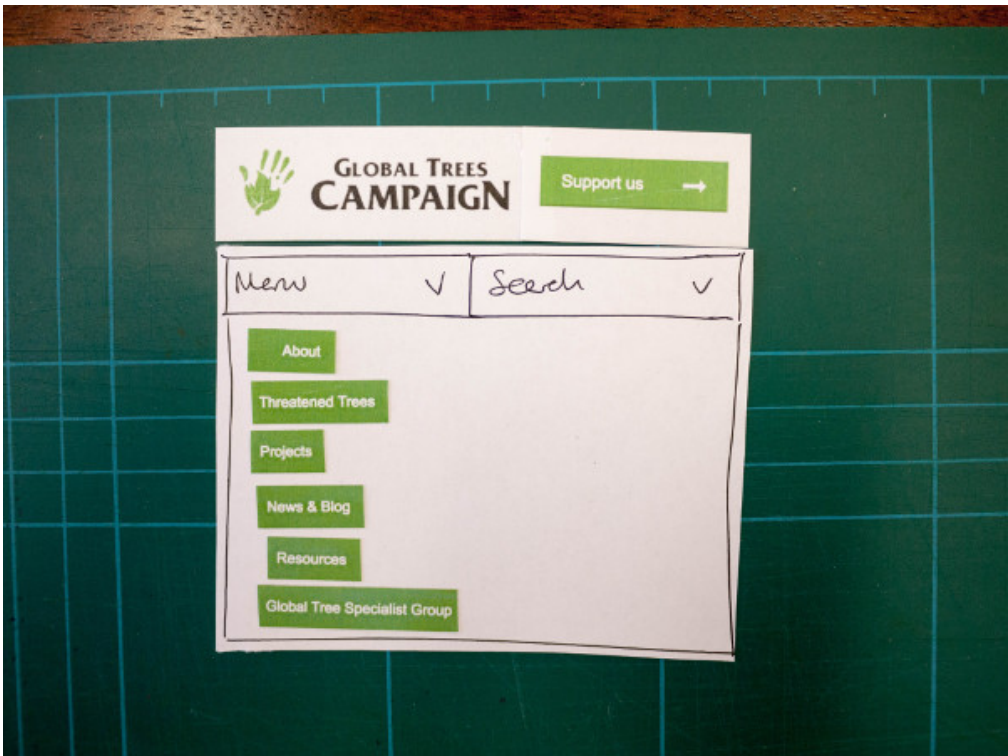 GLOBAL TREES
CAMPAIGN
Support us →
Menu ∨ Search ∨
About
Threatened Trees
Projects
News & Blog
Resources
Global Tree Specialist Group